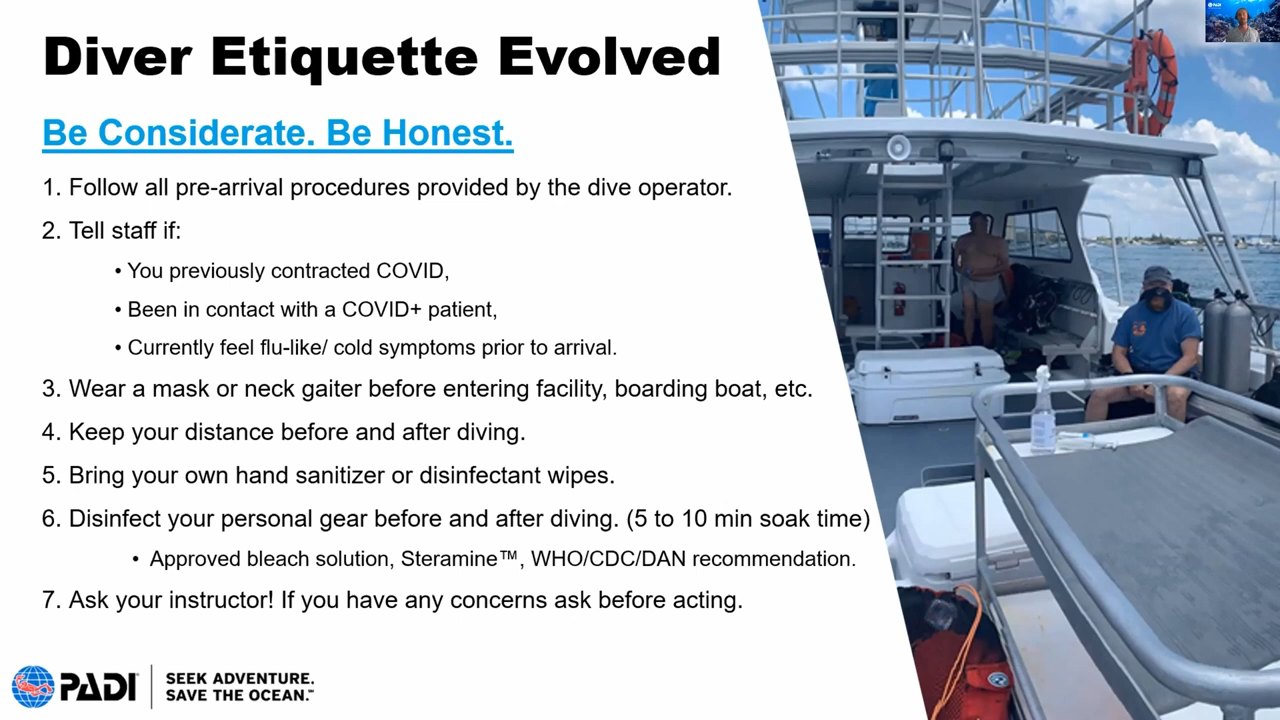 Diver Etiquette Evolved
Be Considerate. Be Honest.
1. Follow all pre-arrival procedures provided by the dive operator.
2. Tell staff if:
• You previously contracted COVID,
• Been in contact with a COVID+ patient,
• Currently feel flu-like/ cold symptoms prior to arrival.
3. Wear a mask or neck gaiter before entering facility, boarding boat, etc.
4. Keep your distance before and after diving.
5. Bring your own hand sanitizer or disinfectant wipes.
6. Disinfect your personal gear before and after diving. (5 to 10 min soak time)
• Approved bleach solution, Steramine™, WHO/CDC/DAN recommendation.
7. Ask your instructor! If you have any concerns ask before acting.
PADI
SEEK ADVENTURE.
SAVE THE OCEAN.℠
PADI